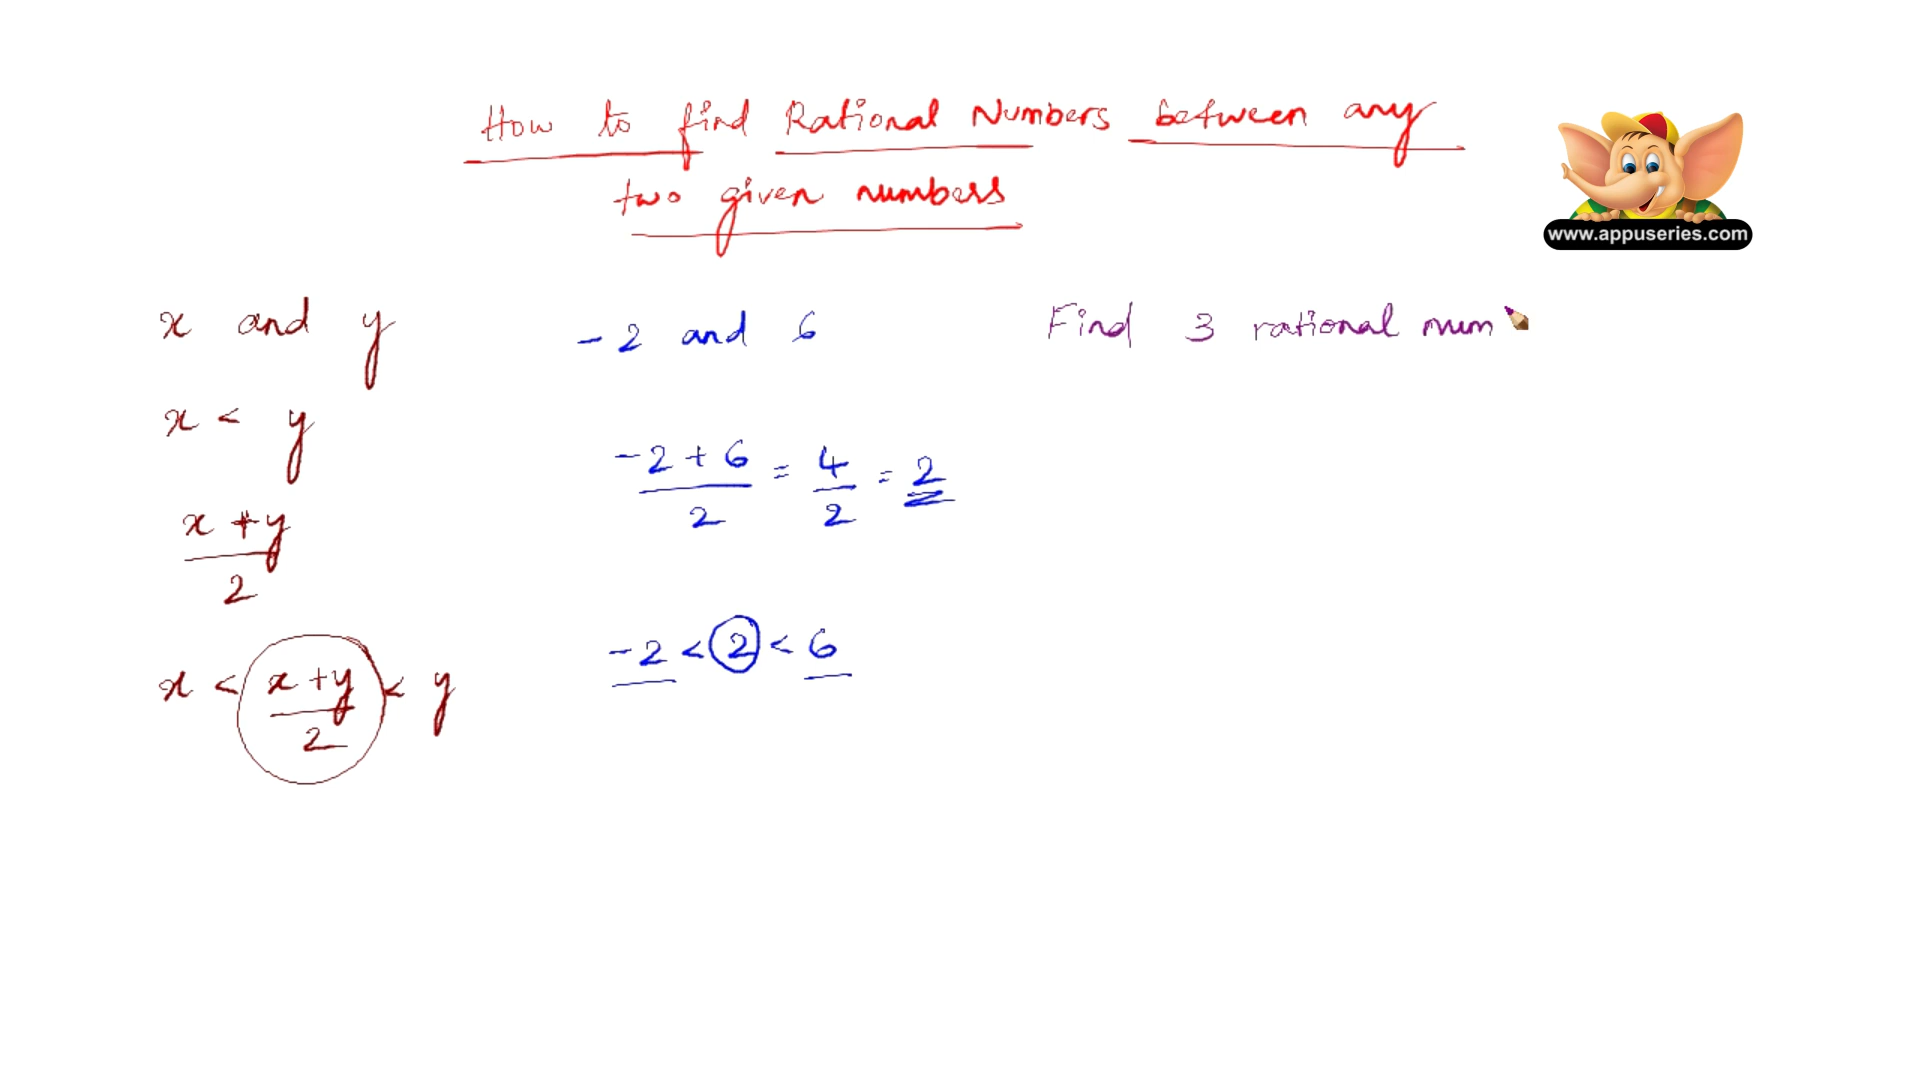 How to find Rational Numbers between any
two given numbers
www.appuseries.com
x and y
x < y
x + y
2
x < x + y < y
2
- 2 and 6
-2 + 6 = 4 = 2
2 2
-2 < 2 < 6
Find 3 rational num